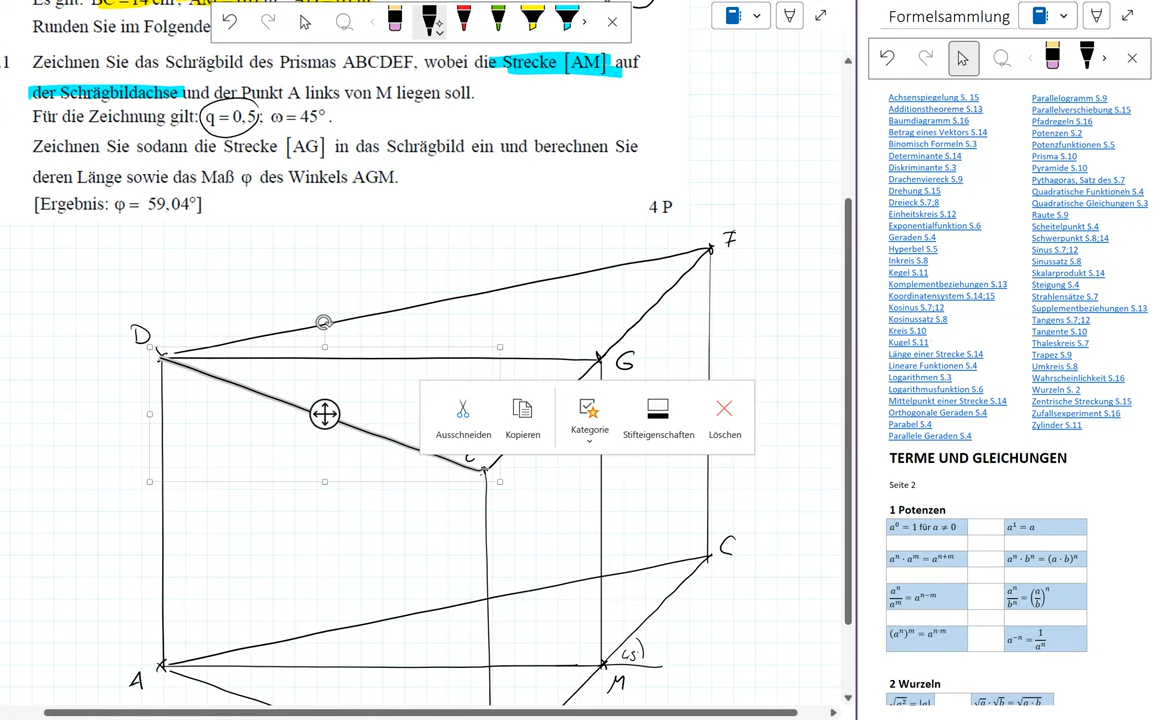 Runden Sie im Folgende
.1 Zeichnen Sie das Schrägbild des Prismas ABCDEF, wobei die Strecke [AM] auf
der Schrägbildachse und der Punkt A links von M liegen soll.
Für die Zeichnung gilt: q = 0,5; ω = 45°.
Zeichnen Sie sodann die Strecke [AG] in das Schrägbild ein und berechnen Sie
deren Länge sowie das Maß φ des Winkels AGM.
[Ergebnis: φ = 59,04°]
4 P
F
D
G
Ausschneiden
Kopieren
Kategorie
Stifteigenschaften
Löschen
C
45°
A
M
Formelsammlung
Achsenspiegelung S. 15
Additionstheoreme S.13
Baumdiagramm S.16
Betrag eines Vektors S.14
Binomisch Formeln S.3
Determinante S.14
Diskriminante S.3
Drachenviereck S.9
Drehung S.15
Dreieck S.7;8
Einheitskreis S.12
Exponentialfunktion S.6
Geraden S.4
Hyperbel S.5
Inkreis S.8
Kegel S.11
Komplementbeziehungen S.13
Koordinatensystem S.14;15
Kosinus S.7;12
Kosinussatz S.8
Kreis S.10
Kugel S.11
Länge einer Strecke S.14
Lineare Funktionen S.4
Logarithmen S.3
Logarithmusfunktion S.6
Mittelpunkt einer Strecke S.14
Orthogonale Geraden S.4
Parabel S.4
Parallele Geraden S.4
Parallelogramm S.9
Parallelverschiebung S.15
Pfadregeln S.16
Potenzen S.2
Potenzfunktionen S.5
Prisma S.10
Pyramide S.10
Pythagoras, Satz des S.7
Quadratische Funktionen S.4
Quadratische Gleichungen S.3
Raute S.9
Scheitelpunkt S.4
Schwerpunkt S.8;14
Sinus S.7;12
Sinussatz S.8
Skalarprodukt S.14
Steigung S.4
Strahlensätze S.7
Supplementbeziehungen S.13
Tangens S.7;12
Tangente S.10
Thaleskreis S.7
Trapez S.9
Umkreis S.8
Wahrscheinlichkeit S.16
Wurzeln S. 2
Zentrische Streckung S.15
Zufallsexperiment S.16
Zylinder S.11
TERME UND GLEICHUNGEN
Seite 2
1 Potenzen
a⁰ = 1 für a ≠ 0 a¹ = a
aⁿ · aᵐ = aⁿ⁺ᵐ aⁿ · bⁿ = (a · b)ⁿ
aⁿ/aᵐ = aⁿ⁻ᵐ aⁿ/bⁿ = (a/b)ⁿ
(aⁿ)ᵐ = aⁿ·ᵐ a⁻ⁿ = 1/aⁿ
2 Wurzeln
√a² = |a| √a · √b = √a · b